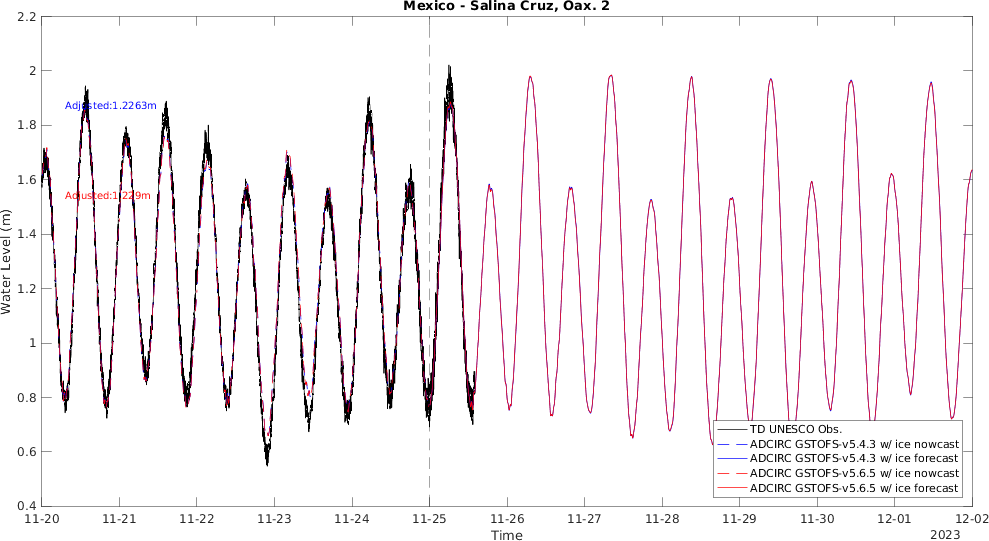 Mexico - Salina Cruz, Oax. 2
2.2
2
1.8
1.6
1.4
1.2
1
0.8
0.6
0.4
Water Level (m)
Adjusted:1.2263m
Adjusted:1.229m
TD UNESCO Obs.
ADCIRC GSTOFS-v5.4.3 w/ ice nowcast
ADCIRC GSTOFS-v5.4.3 w/ ice forecast
ADCIRC GSTOFS-v5.6.5 w/ ice nowcast
ADCIRC GSTOFS-v5.6.5 w/ ice forecast
11-20 11-21 11-22 11-23 11-24 11-25 11-26 11-27 11-28 11-29 11-30 12-01 12-02
Time
2023